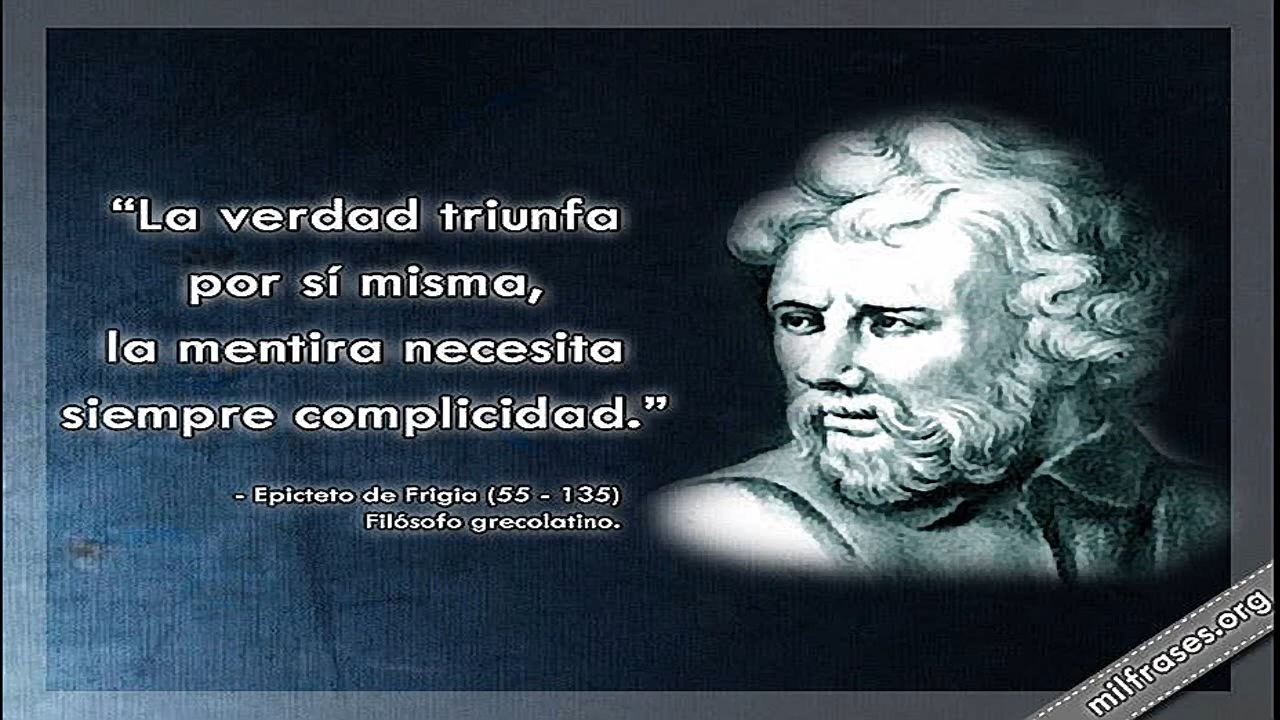 “La verdad triunfa
por sí misma,
la mentira necesita
siempre complicidad.”
- Epicteto de Frigia (55 - 135)
Filósofo grecolatino.
milfrases.org